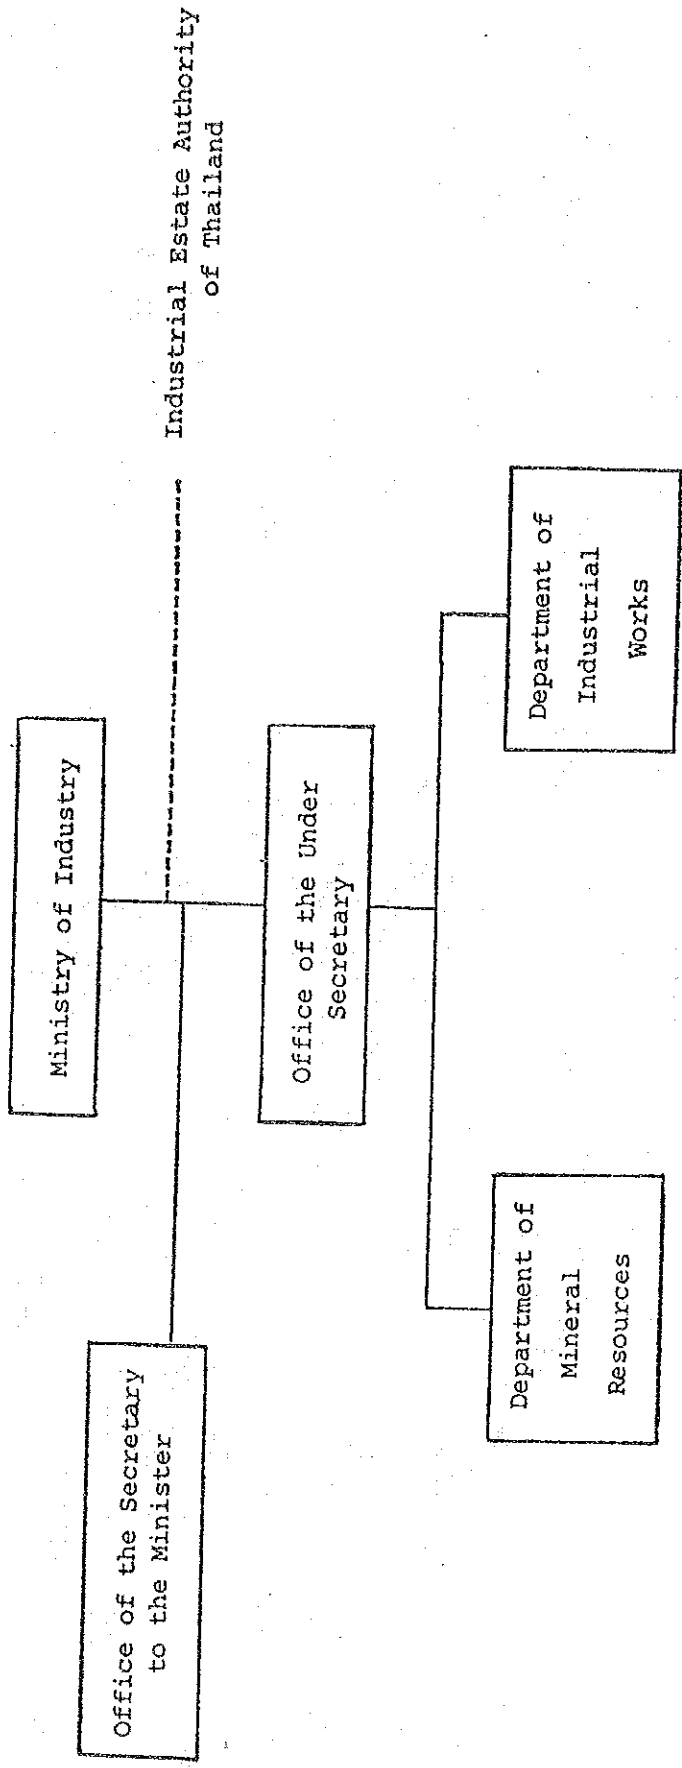 Ministry of Industry
Industrial Estate Authority
of Thailand
Office of the Secretary
to the Minister
Office of the Under
Secretary
Department of
Mineral
Resources
Department of
Industrial
Works